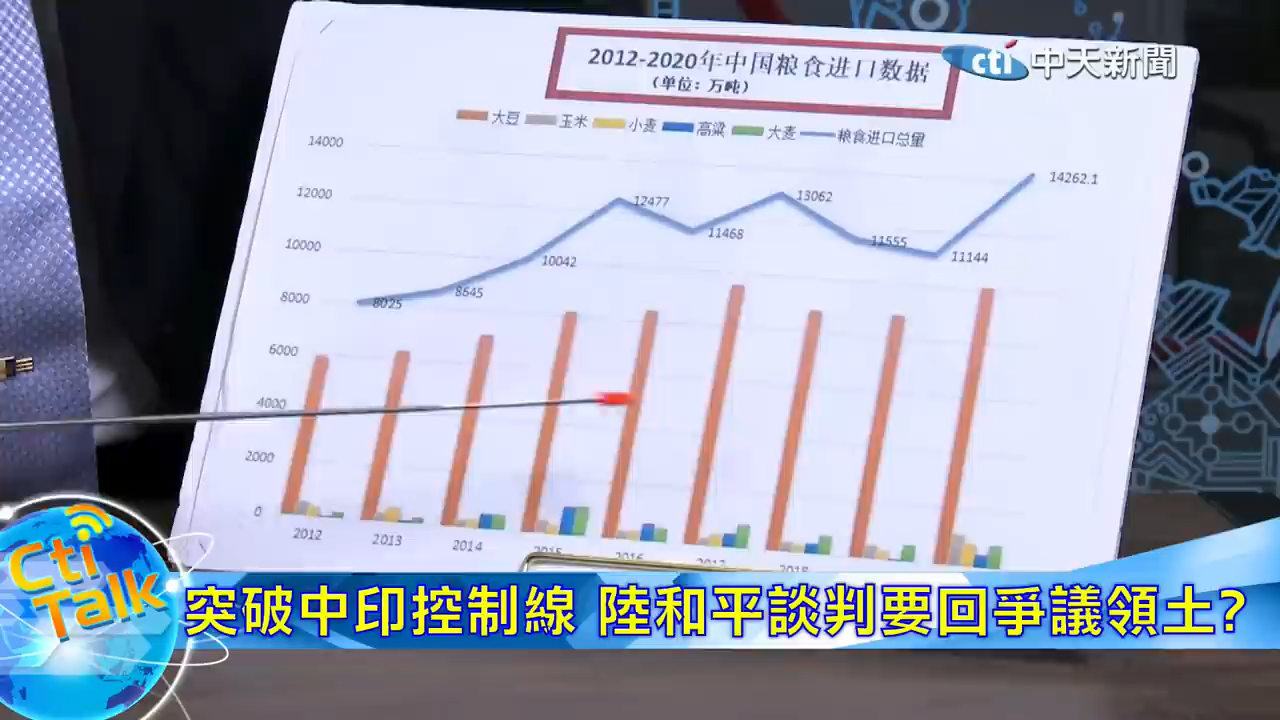 2012-2020年中国粮食进口数据
(单位：万吨)
cti 中天新聞
大豆 玉米 小麦 高粱 大麦 粮食进口总量
14000
12000
10000
8000
6000
4000
2000
0
8025
8645
10042
12477
11468
13062
11555
11144
14262.1
2012 2013 2014 2015 2016 2017 2018
Cti
Talk
突破中印控制線 陸和平談判要回爭議領土?